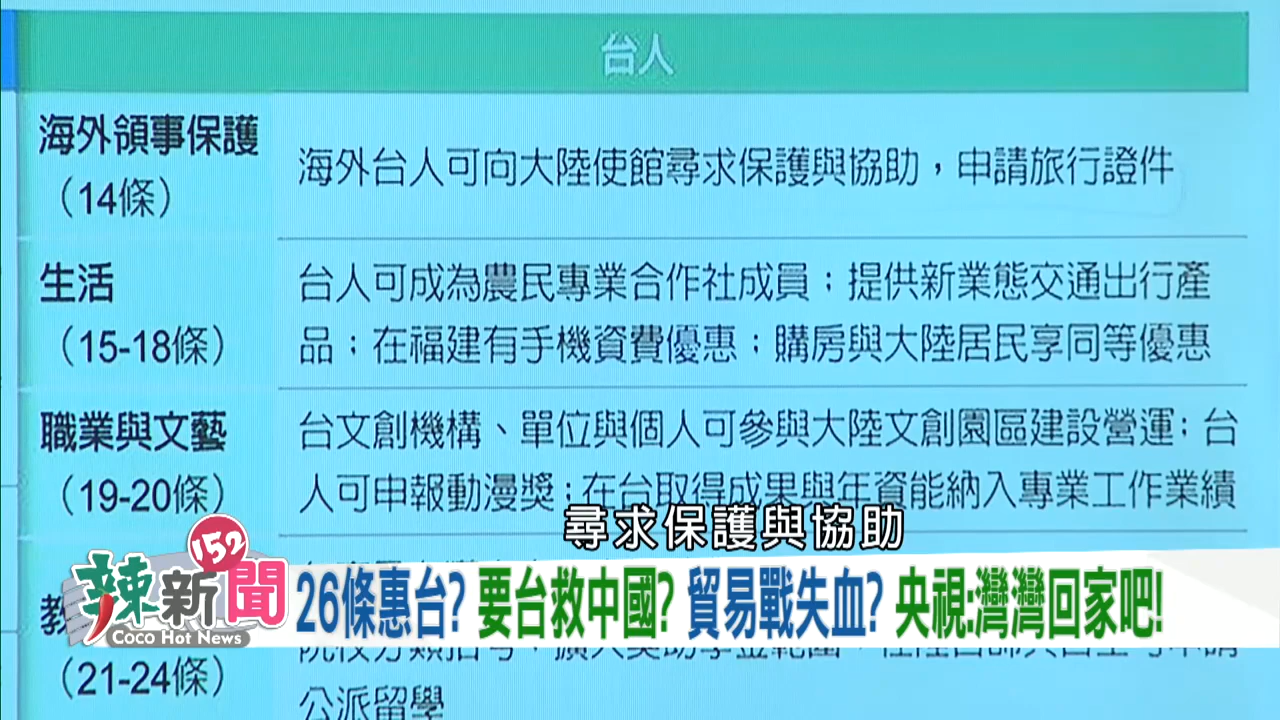 台人
海外領事保護
(14條)
海外台人可向大陸使館尋求保護與協助，申請旅行證件
生活
(15-18條)
台人可成為農民專業合作社成員；提供新業態交通出行產
品；在福建有手機資費優惠；購房與大陸居民享同等優惠
職業與文藝
(19-20條)
台文創機構、單位與個人可參與大陸文創園區建設營運；台
人可申報動漫獎；在台取得成果與年資能納入專業工作業績
尋求保護與協助
152
辣新聞
Coco Hot News
26條惠台? 要台救中國? 貿易戰失血? 央視:灣灣回家吧!
教
(21-24條)
公派留學